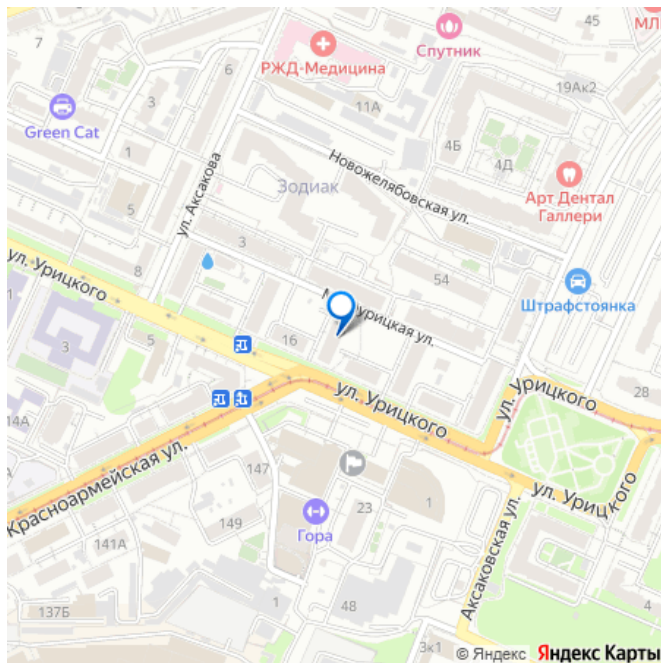 45
МЛ
7
Спутник
6
РЖД-Медицина
19Ак2
3
Green Cat
11А
4Б
4Д
1
Новожелябовская ул.
Арт Дентал
Галлери
Зодиак
ул. Аксакова
5
3
ул. Урицкого
8
54
Штрафстоянка
урицкая ул.
3
5
16
ул. Урицкого
ул. Урицкого
28
14А
Красноармейская ул.
147
ул. Урицкого
23
1
149
Гора
Аксаковская ул.
141А
137Б
1
48
3к1
© Яндекс Яндекс Карты